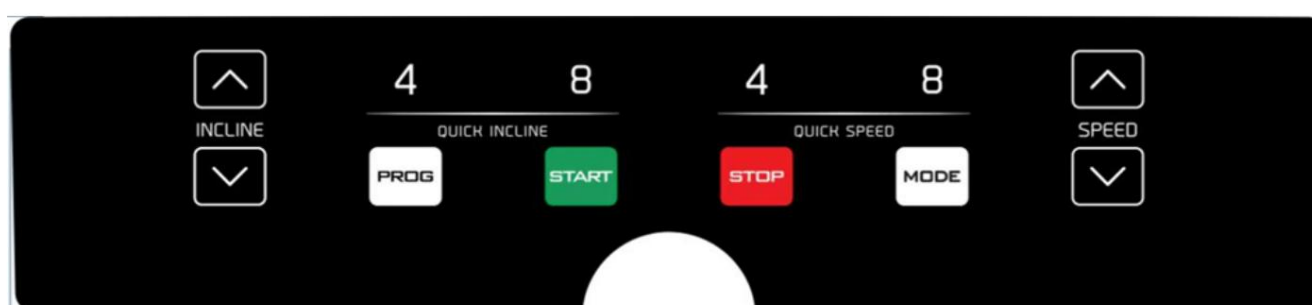 4 8 4 8
INCLINE QUICK INCLINE QUICK SPEED SPEED
PROG START STOP MODE